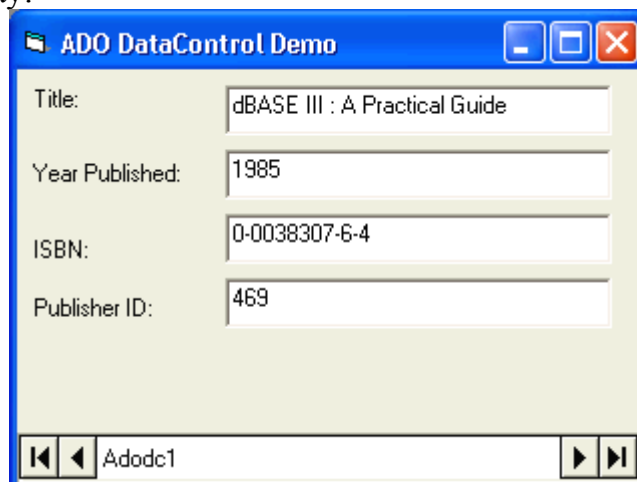 ty.
ADO DataControl Demo
Title: dBASE III : A Practical Guide
Year Published: 1985
ISBN: 0-0038307-6-4
Publisher ID: 469
Adodc1